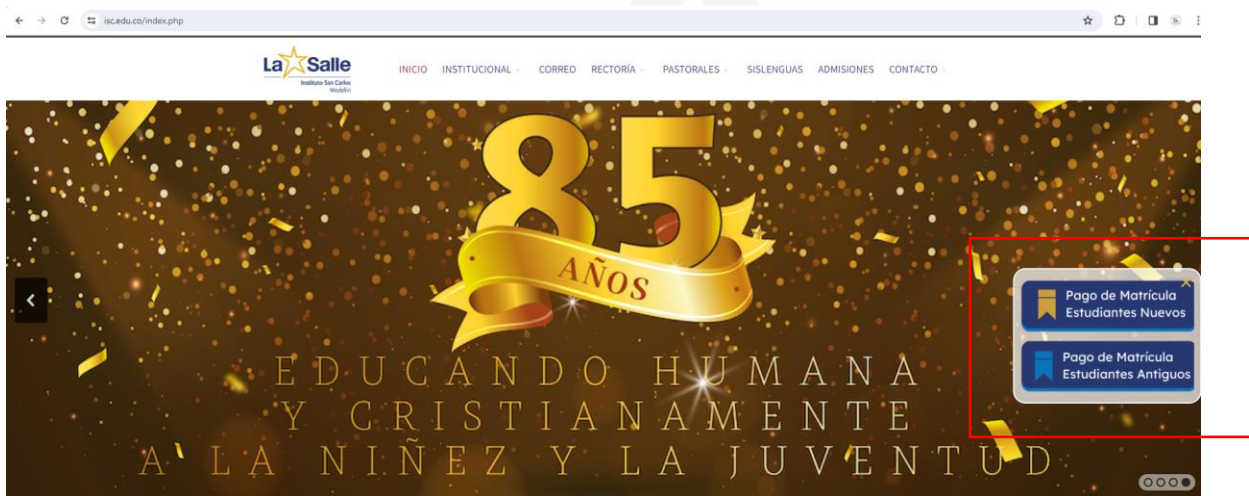 isc.edu.co/index.php
La Salle
Instituto San Carlos
Medellín
INICIO INSTITUCIONAL CORREO RECTORÍA PASTORALES SISLENGUAS ADMISIONES CONTACTO
85
AÑOS
EDUCANDO HUMANA
Y CRISTIANAMENTE
A LA NIÑEZ Y LA JUVENTUD
Pago de Matrícula
Estudiantes Nuevos
Pago de Matrícula
Estudiantes Antiguos